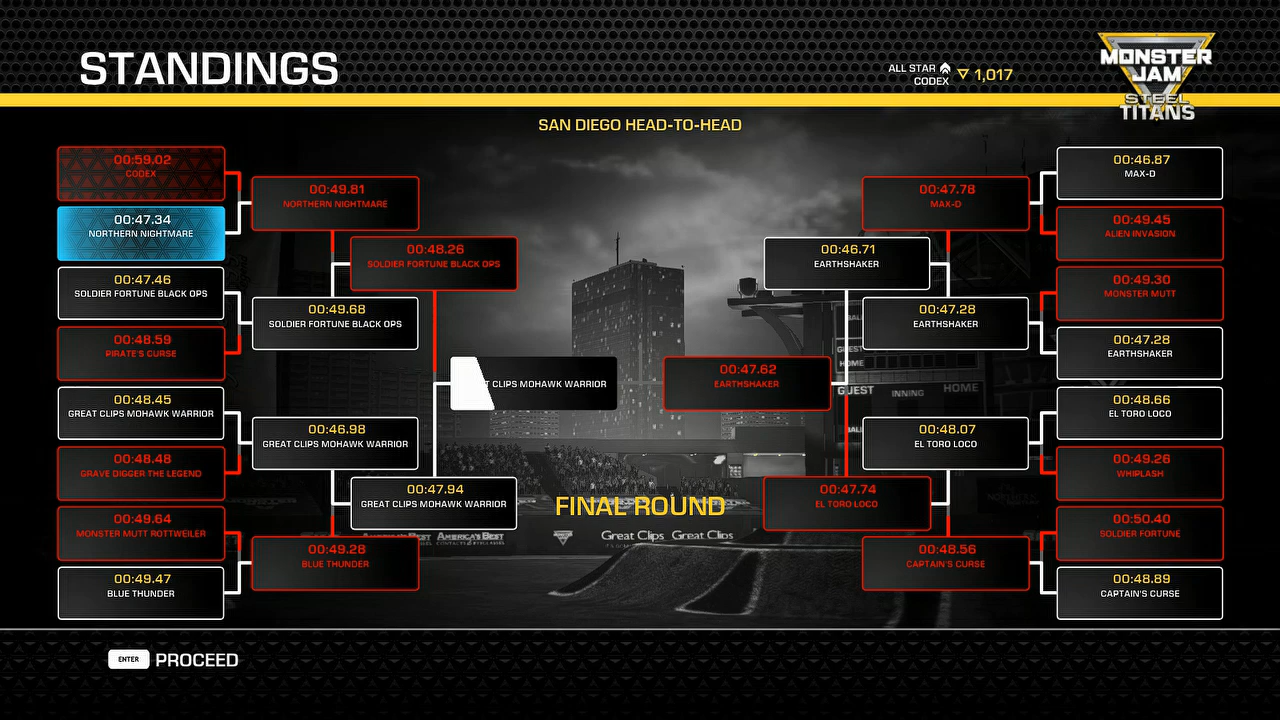 STANDINGS
ALL STAR
CODEX
1,017
MONSTER
JAM
STEEL
TITANS
SAN DIEGO HEAD-TO-HEAD
00:59.02
CODEX
00:47.34
NORTHERN NIGHTMARE
00:47.46
SOLDIER FORTUNE BLACK OPS
00:48.59
PIRATE'S CURSE
00:48.45
GREAT CLIPS MOHAWK WARRIOR
00:48.48
GRAVE DIGGER THE LEGEND
00:49.64
MONSTER MUTT ROTTWEILER
00:49.47
BLUE THUNDER
00:49.81
NORTHERN NIGHTMARE
00:49.68
SOLDIER FORTUNE BLACK OPS
00:46.98
GREAT CLIPS MOHAWK WARRIOR
00:49.28
BLUE THUNDER
00:48.26
SOLDIER FORTUNE BLACK OPS
00:47.94
GREAT CLIPS MOHAWK WARRIOR
T CLIPS MOHAWK WARRIOR
00:47.62
EARTHSHAKER
FINAL ROUND
00:46.71
EARTHSHAKER
00:47.74
EL TORO LOCO
00:47.78
MAX-D
00:47.28
EARTHSHAKER
00:48.07
EL TORO LOCO
00:48.56
CAPTAIN'S CURSE
00:46.87
MAX-D
00:49.45
ALIEN INVASION
00:49.30
MONSTER MUTT
00:47.28
EARTHSHAKER
00:48.66
EL TORO LOCO
00:49.26
WHIPLASH
00:50.40
SOLDIER FORTUNE
00:48.89
CAPTAIN'S CURSE
GUEST
HOME
GUEST INNING HOME
AMERICA'S BEST
Great Clips Great Clips
ENTER PROCEED